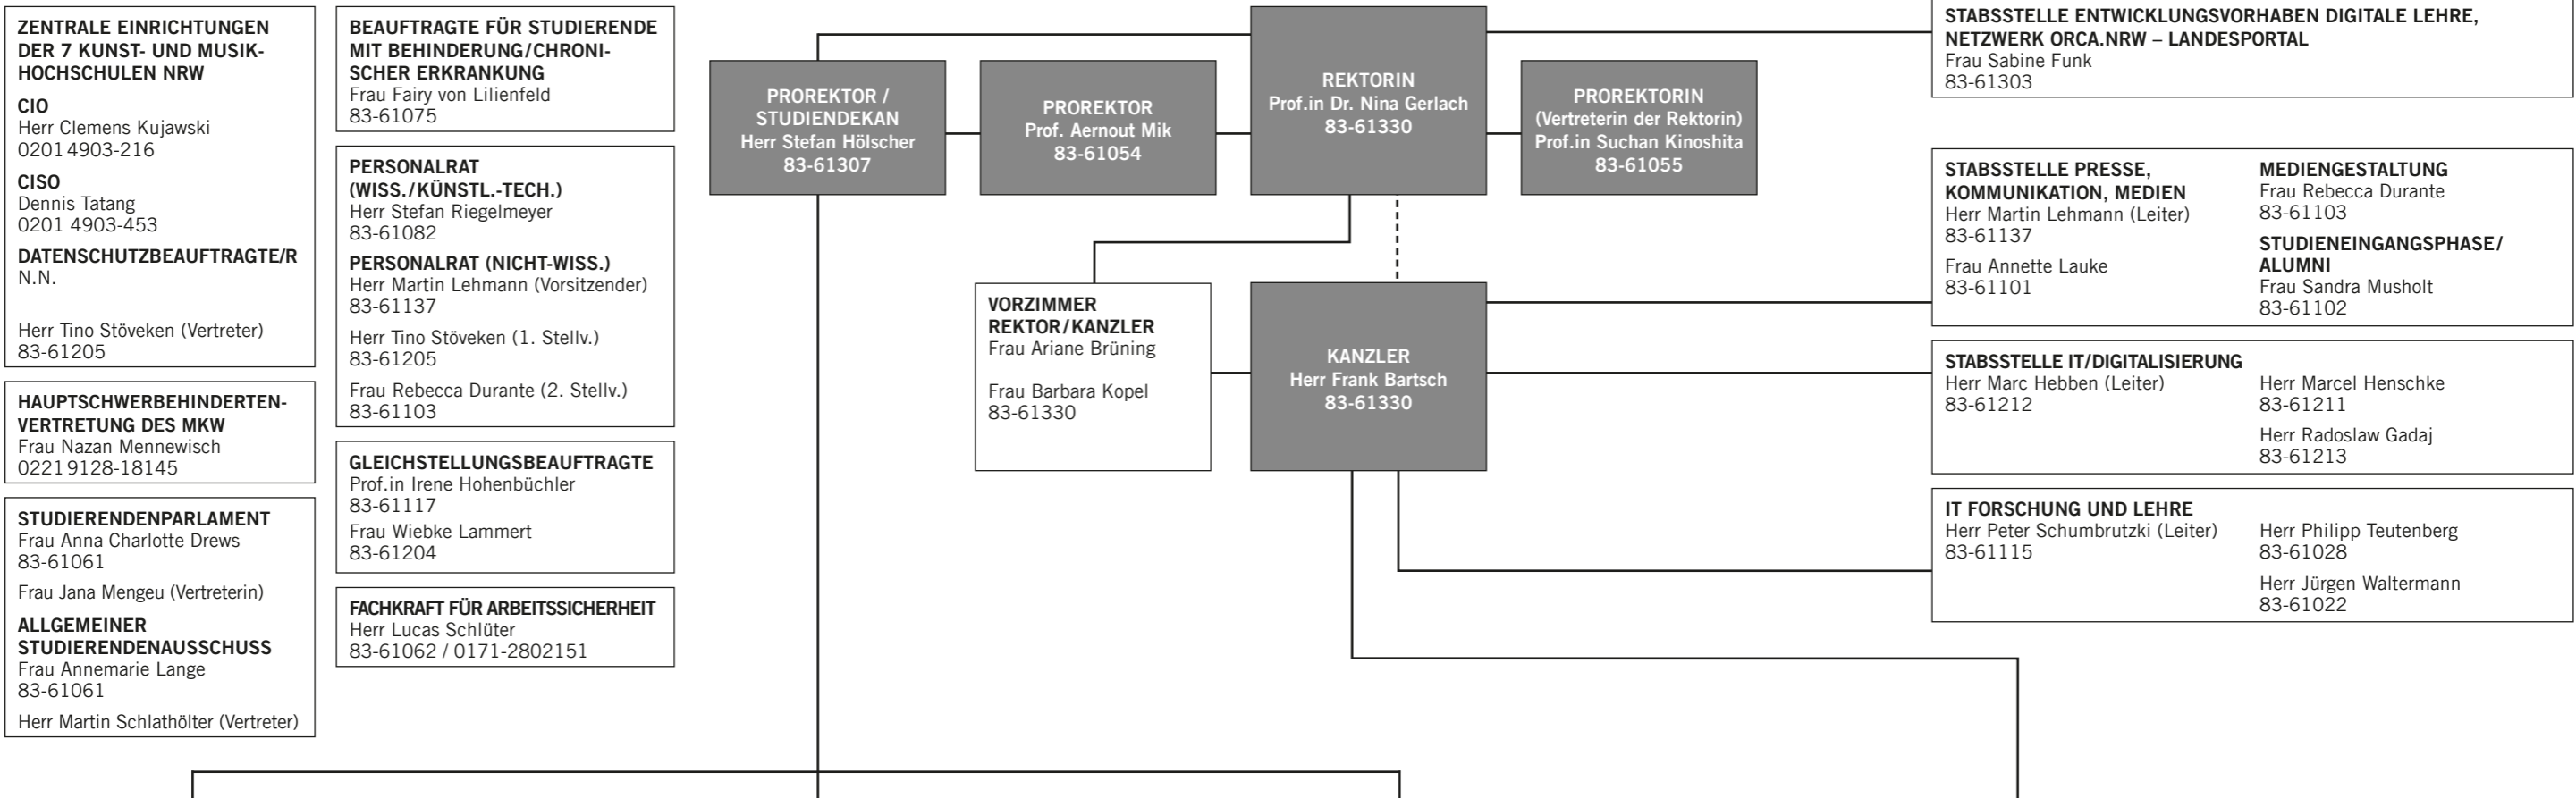 ZENTRALE EINRICHTUNGEN
DER 7 KUNST- UND MUSIK-
HOCHSCHULEN NRW
CIO
Herr Clemens Kujawski
0201 4903-216
CISO
Dennis Tatang
0201 4903-453
DATENSCHUTZBEAUFTRAGTE/R
N.N.
Herr Tino Stöveken (Vertreter)
83-61205
HAUPTSCHWERBEHINDERTEN-
VERTRETUNG DES MKW
Frau Nazan Mennewisch
0221 9128-18145
STUDIERENDENPARLAMENT
Frau Anna Charlotte Drews
83-61061
Frau Jana Mengeu (Vertreterin)
ALLGEMEINER
STUDIERENDENAUSSCHUSS
Frau Annemarie Lange
83-61061
Herr Martin Schlathölter (Vertreter)
BEAUFTRAGTE FÜR STUDIERENDE
MIT BEHINDERUNG/CHRONI-
SCHER ERKRANKUNG
Frau Fairy von Lilienfeld
83-61075
PERSONALRAT
(WISS./KÜNSTL.-TECH.)
Herr Stefan Riegelmeyer
83-61082
PERSONALRAT (NICHT-WISS.)
Herr Martin Lehmann (Vorsitzender)
83-61137
Herr Tino Stöveken (1. Stellv.)
83-61205
Frau Rebecca Durante (2. Stellv.)
83-61103
GLEICHSTELLUNGSBEAUFTRAGTE
Prof.in Irene Hohenbüchler
83-61117
Frau Wiebke Lammert
83-61204
FACHKRAFT FÜR ARBEITSSICHERHEIT
Herr Lucas Schlüter
83-61062 / 0171-2802151
PROREKTOR /
STUDIENDEKAN
Herr Stefan Hölscher
83-61307
PROREKTOR
Prof. Aernout Mik
83-61054
REKTORIN
Prof.in Dr. Nina Gerlach
83-61330
PROREKTORIN
(Vertreterin der Rektorin)
Prof.in Suchan Kinoshita
83-61055
VORZIMMER
REKTOR/KANZLER
Frau Ariane Brüning
Frau Barbara Kopel
83-61330
KANZLER
Herr Frank Bartsch
83-61330
STABSSTELLE ENTWICKLUNGSVORHABEN DIGITALE LEHRE,
NETZWERK ORCA.NRW – LANDESPORTAL
Frau Sabine Funk
83-61303
STABSSTELLE PRESSE,
KOMMUNIKATION, MEDIEN
Herr Martin Lehmann (Leiter)
83-61137
Frau Annette Lauke
83-61101
MEDIENGESTALTUNG
Frau Rebecca Durante
83-61103
STUDIENEINGANGSPHASE/
ALUMNI
Frau Sandra Musholt
83-61102
STABSSTELLE IT/DIGITALISIERUNG
Herr Marc Hebben (Leiter)
83-61212
Herr Marcel Henschke
83-61211
Herr Radoslaw Gadaj
83-61213
IT FORSCHUNG UND LEHRE
Herr Peter Schumbrutzki (Leiter)
83-61115
Herr Philipp Teutenberg
83-61028
Herr Jürgen Waltermann
83-61022